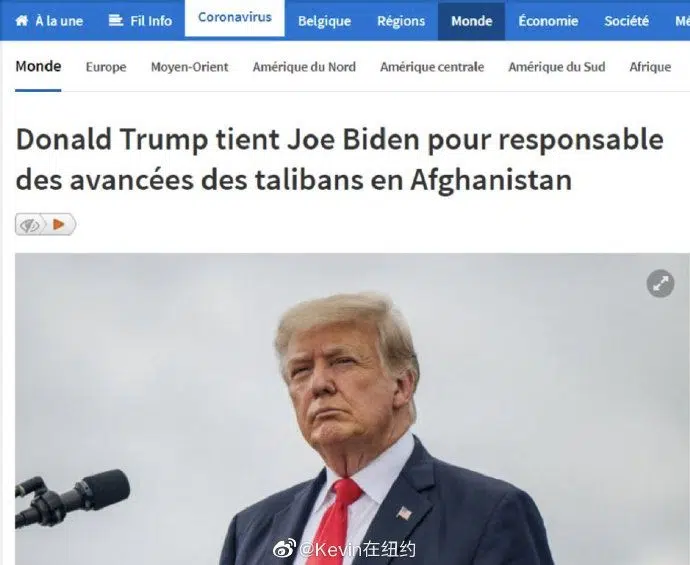 À la une
Fil Info
Coronavirus
Belgique
Régions
Monde
Économie
Société
Monde
Europe
Moyen-Orient
Amérique du Nord
Amérique centrale
Amérique du Sud
Afrique
Donald Trump tient Joe Biden pour responsable
des avancées des talibans en Afghanistan
@Kevin在纽约